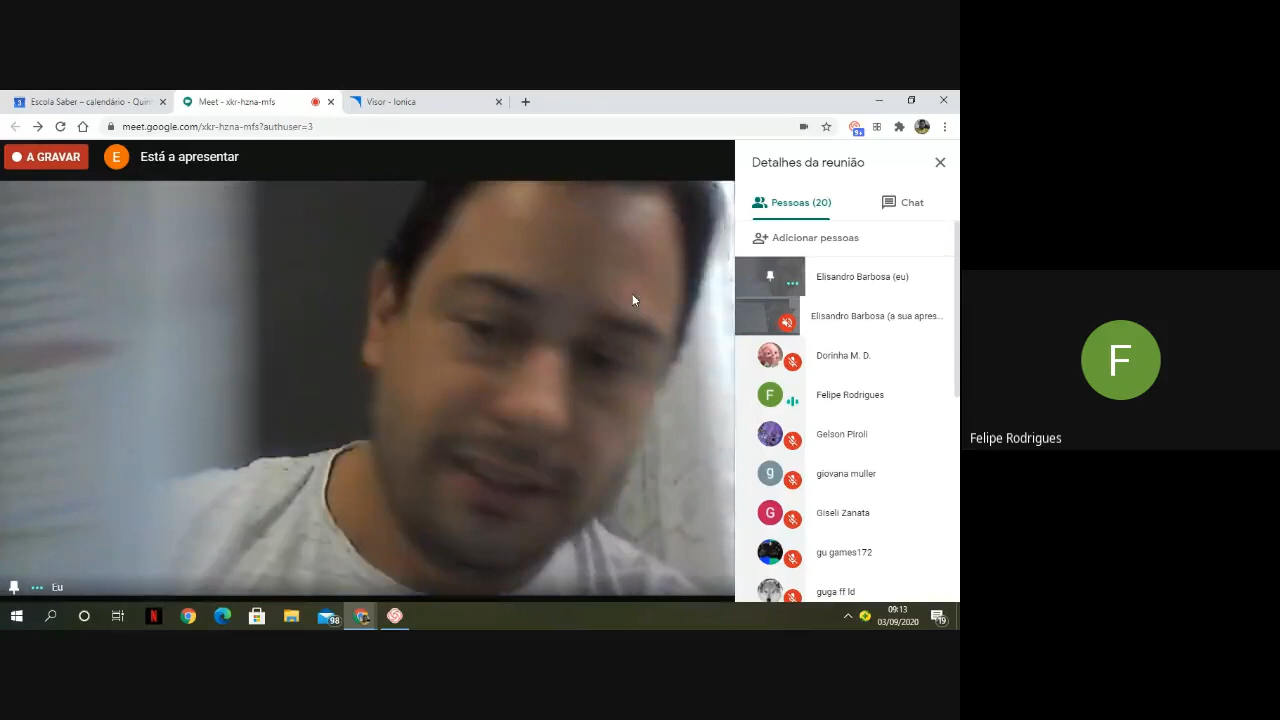 Escola Saber – calendário - Quin
Meet - xkr-hzna-mfs
Visor - Ionica
meet.google.com/xkr-hzna-mfs?authuser=3
A GRAVAR
E
Está a apresentar
Detalhes da reunião
Pessoas (20)
Chat
Adicionar pessoas
Elisandro Barbosa (eu)
Elisandro Barbosa (a sua apres...
Dorinha M. D.
F
Felipe Rodrigues
Gelson Piroli
g
giovana muller
G
Giseli Zanata
gu games172
guga ff ld
Eu
98
09:13
03/09/2020
19
9+
F
Felipe Rodrigues